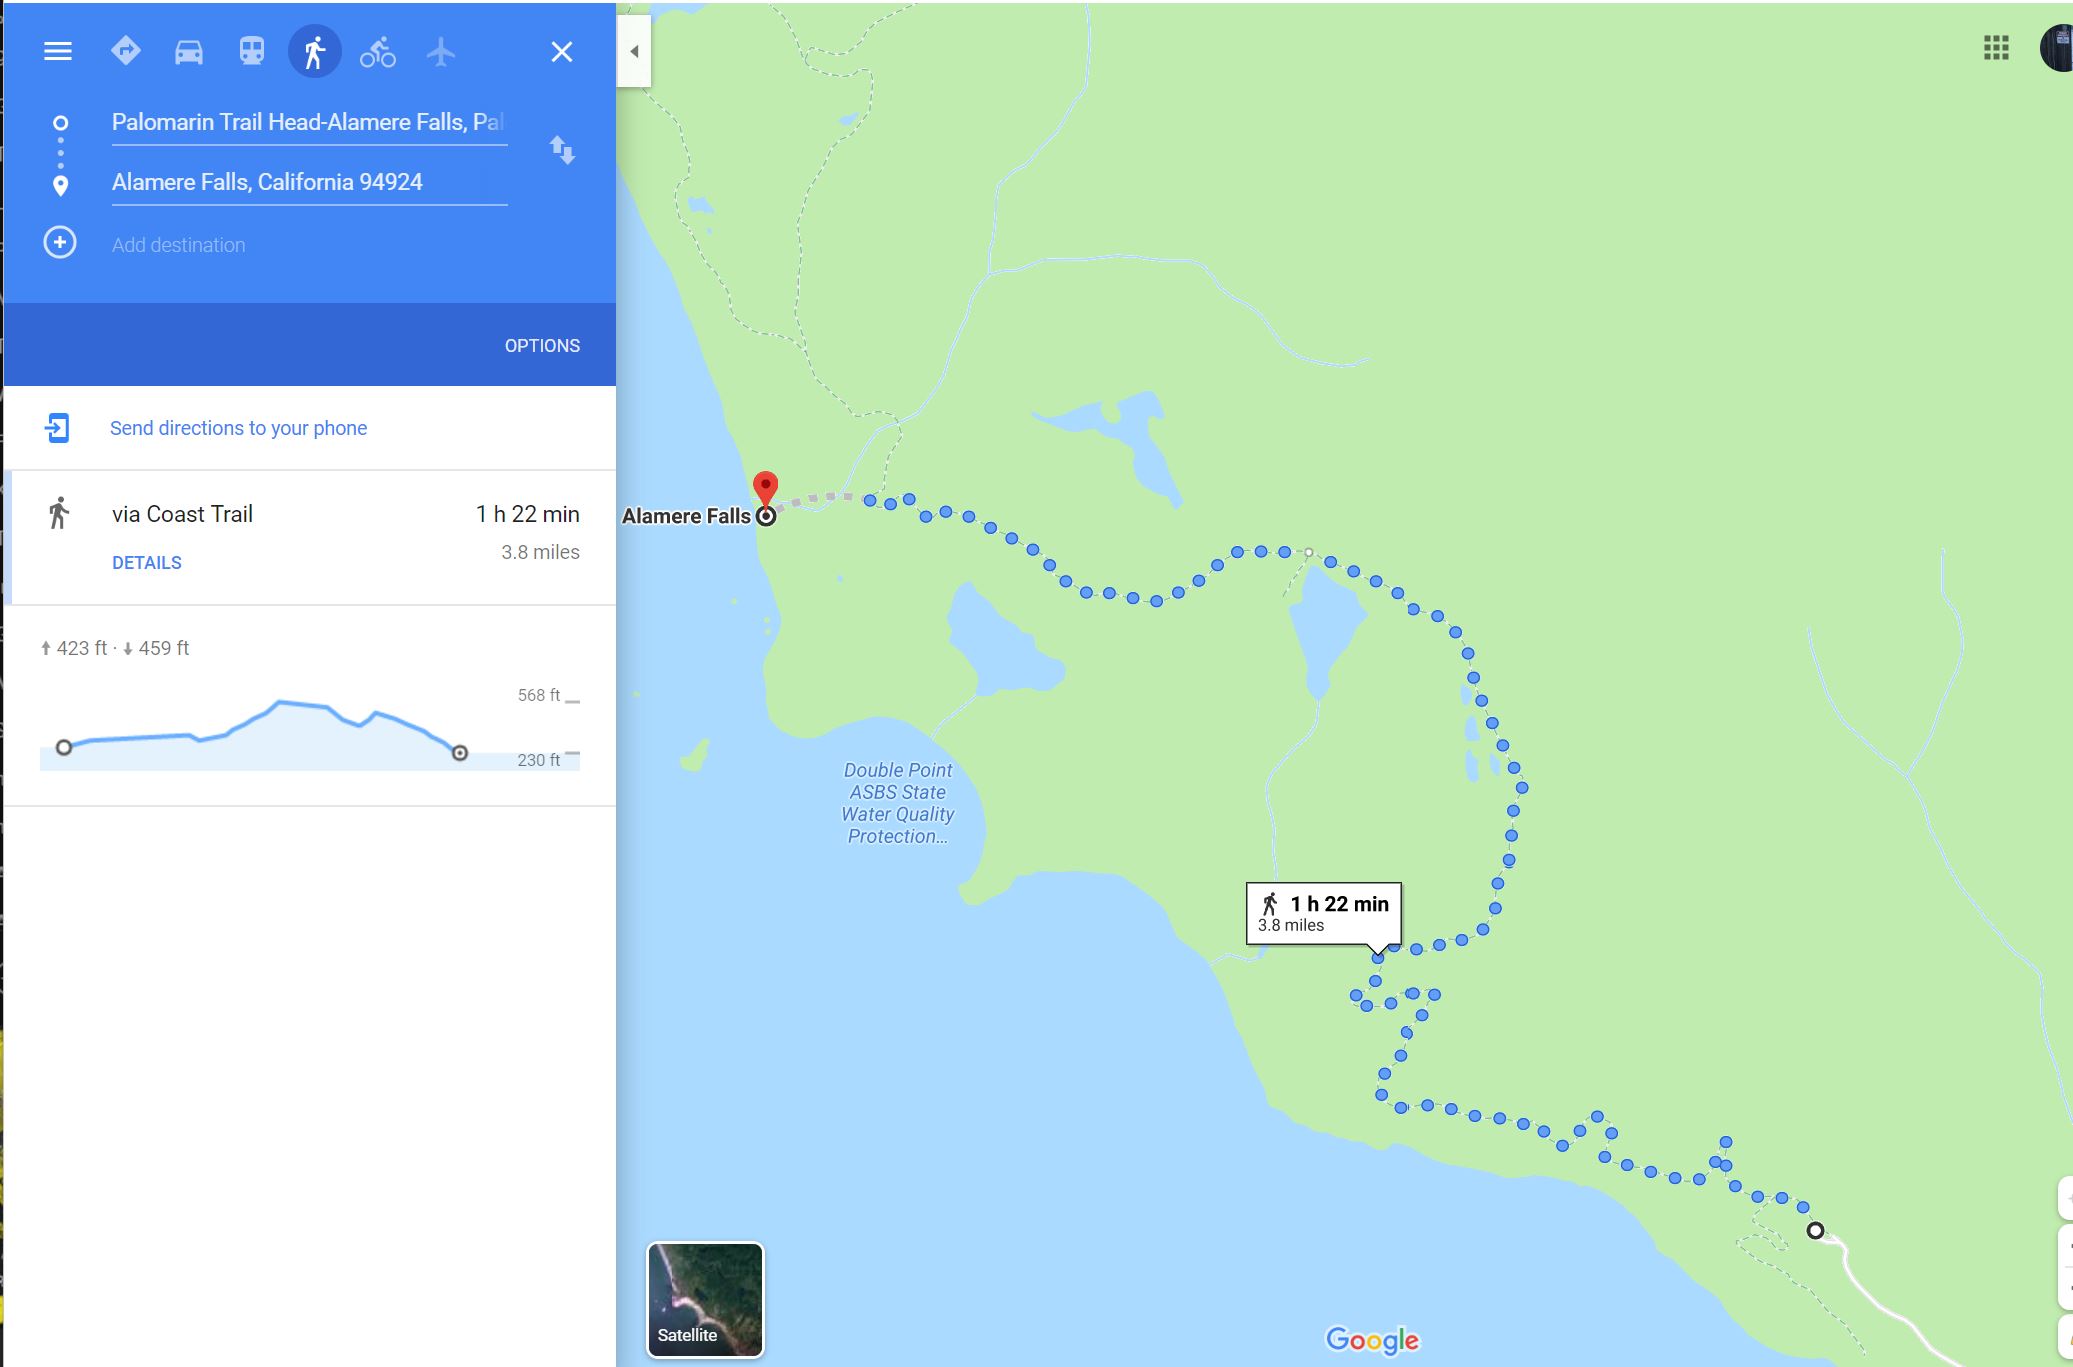 Palomarin Trail Head-Alamere Falls, Pal
Alamere Falls, California 94924
Add destination
OPTIONS
Send directions to your phone
via Coast Trail
1 h 22 min
3.8 miles
DETAILS
423 ft · 459 ft
568 ft
230 ft
Alamere Falls
Double Point
ASBS State
Water Quality
Protection...
1 h 22 min
3.8 miles
Satellite
Google